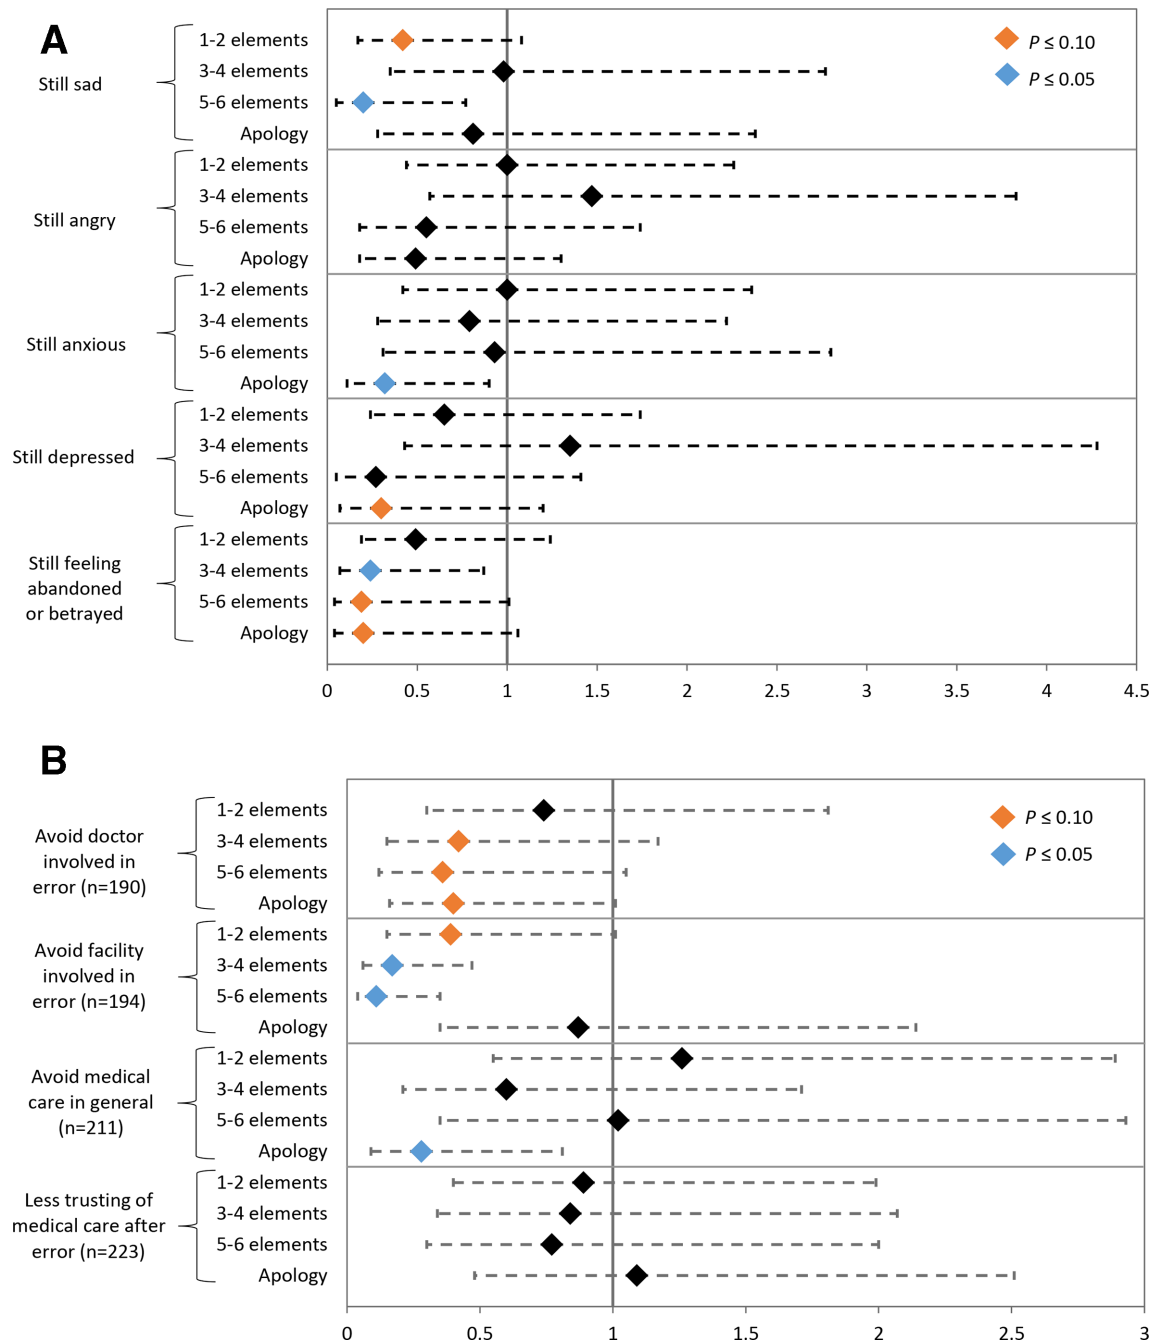 A
P ≤ 0.10
P ≤ 0.05
Still sad
1-2 elements
3-4 elements
5-6 elements
Apology
Still angry
1-2 elements
3-4 elements
5-6 elements
Apology
Still anxious
1-2 elements
3-4 elements
5-6 elements
Apology
Still depressed
1-2 elements
3-4 elements
5-6 elements
Apology
Still feeling
abandoned
or betrayed
1-2 elements
3-4 elements
5-6 elements
Apology
0 0.5 1 1.5 2 2.5 3 3.5 4 4.5
B
P ≤ 0.10
P ≤ 0.05
Avoid doctor
involved in
error (n=190)
1-2 elements
3-4 elements
5-6 elements
Apology
Avoid facility
involved in
error (n=194)
1-2 elements
3-4 elements
5-6 elements
Apology
Avoid medical
care in general
(n=211)
1-2 elements
3-4 elements
5-6 elements
Apology
Less trusting of
medical care after
error (n=223)
1-2 elements
3-4 elements
5-6 elements
Apology
0 0.5 1 1.5 2 2.5 3